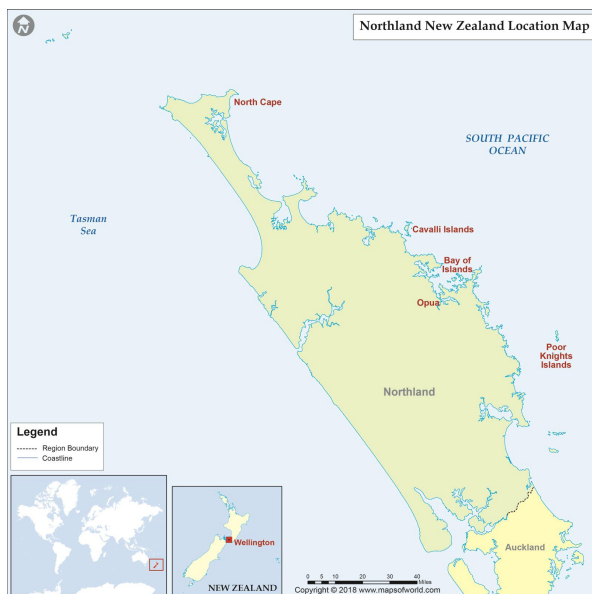 N
Northland New Zealand Location Map
North Cape
SOUTH PACIFIC
OCEAN
Tasman
Sea
Cavalli Islands
Bay of
Islands
Opua
Poor
Knights
Islands
Northland
Legend
Region Boundary
Coastline
Auckland
Wellington
NEW ZEALAND
0 5 10 20 30 40
Miles
Copyright © 2018 www.mapsofworld.com